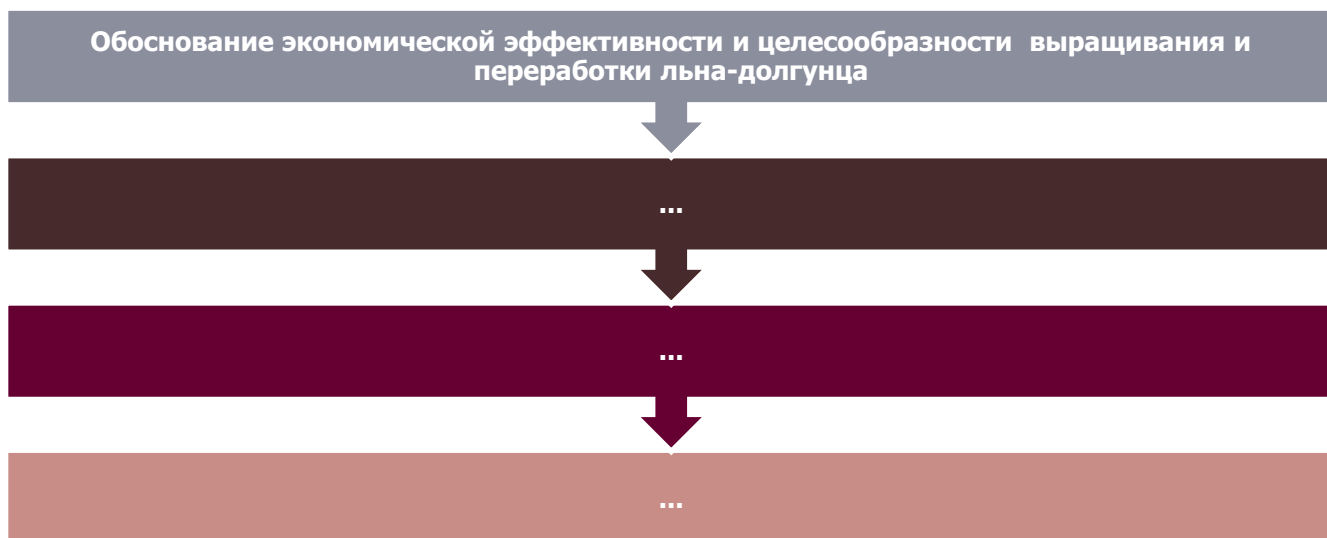 Обоснование экономической эффективности и целесообразности  выращивания и
переработки льна-долгунца
...
...
...